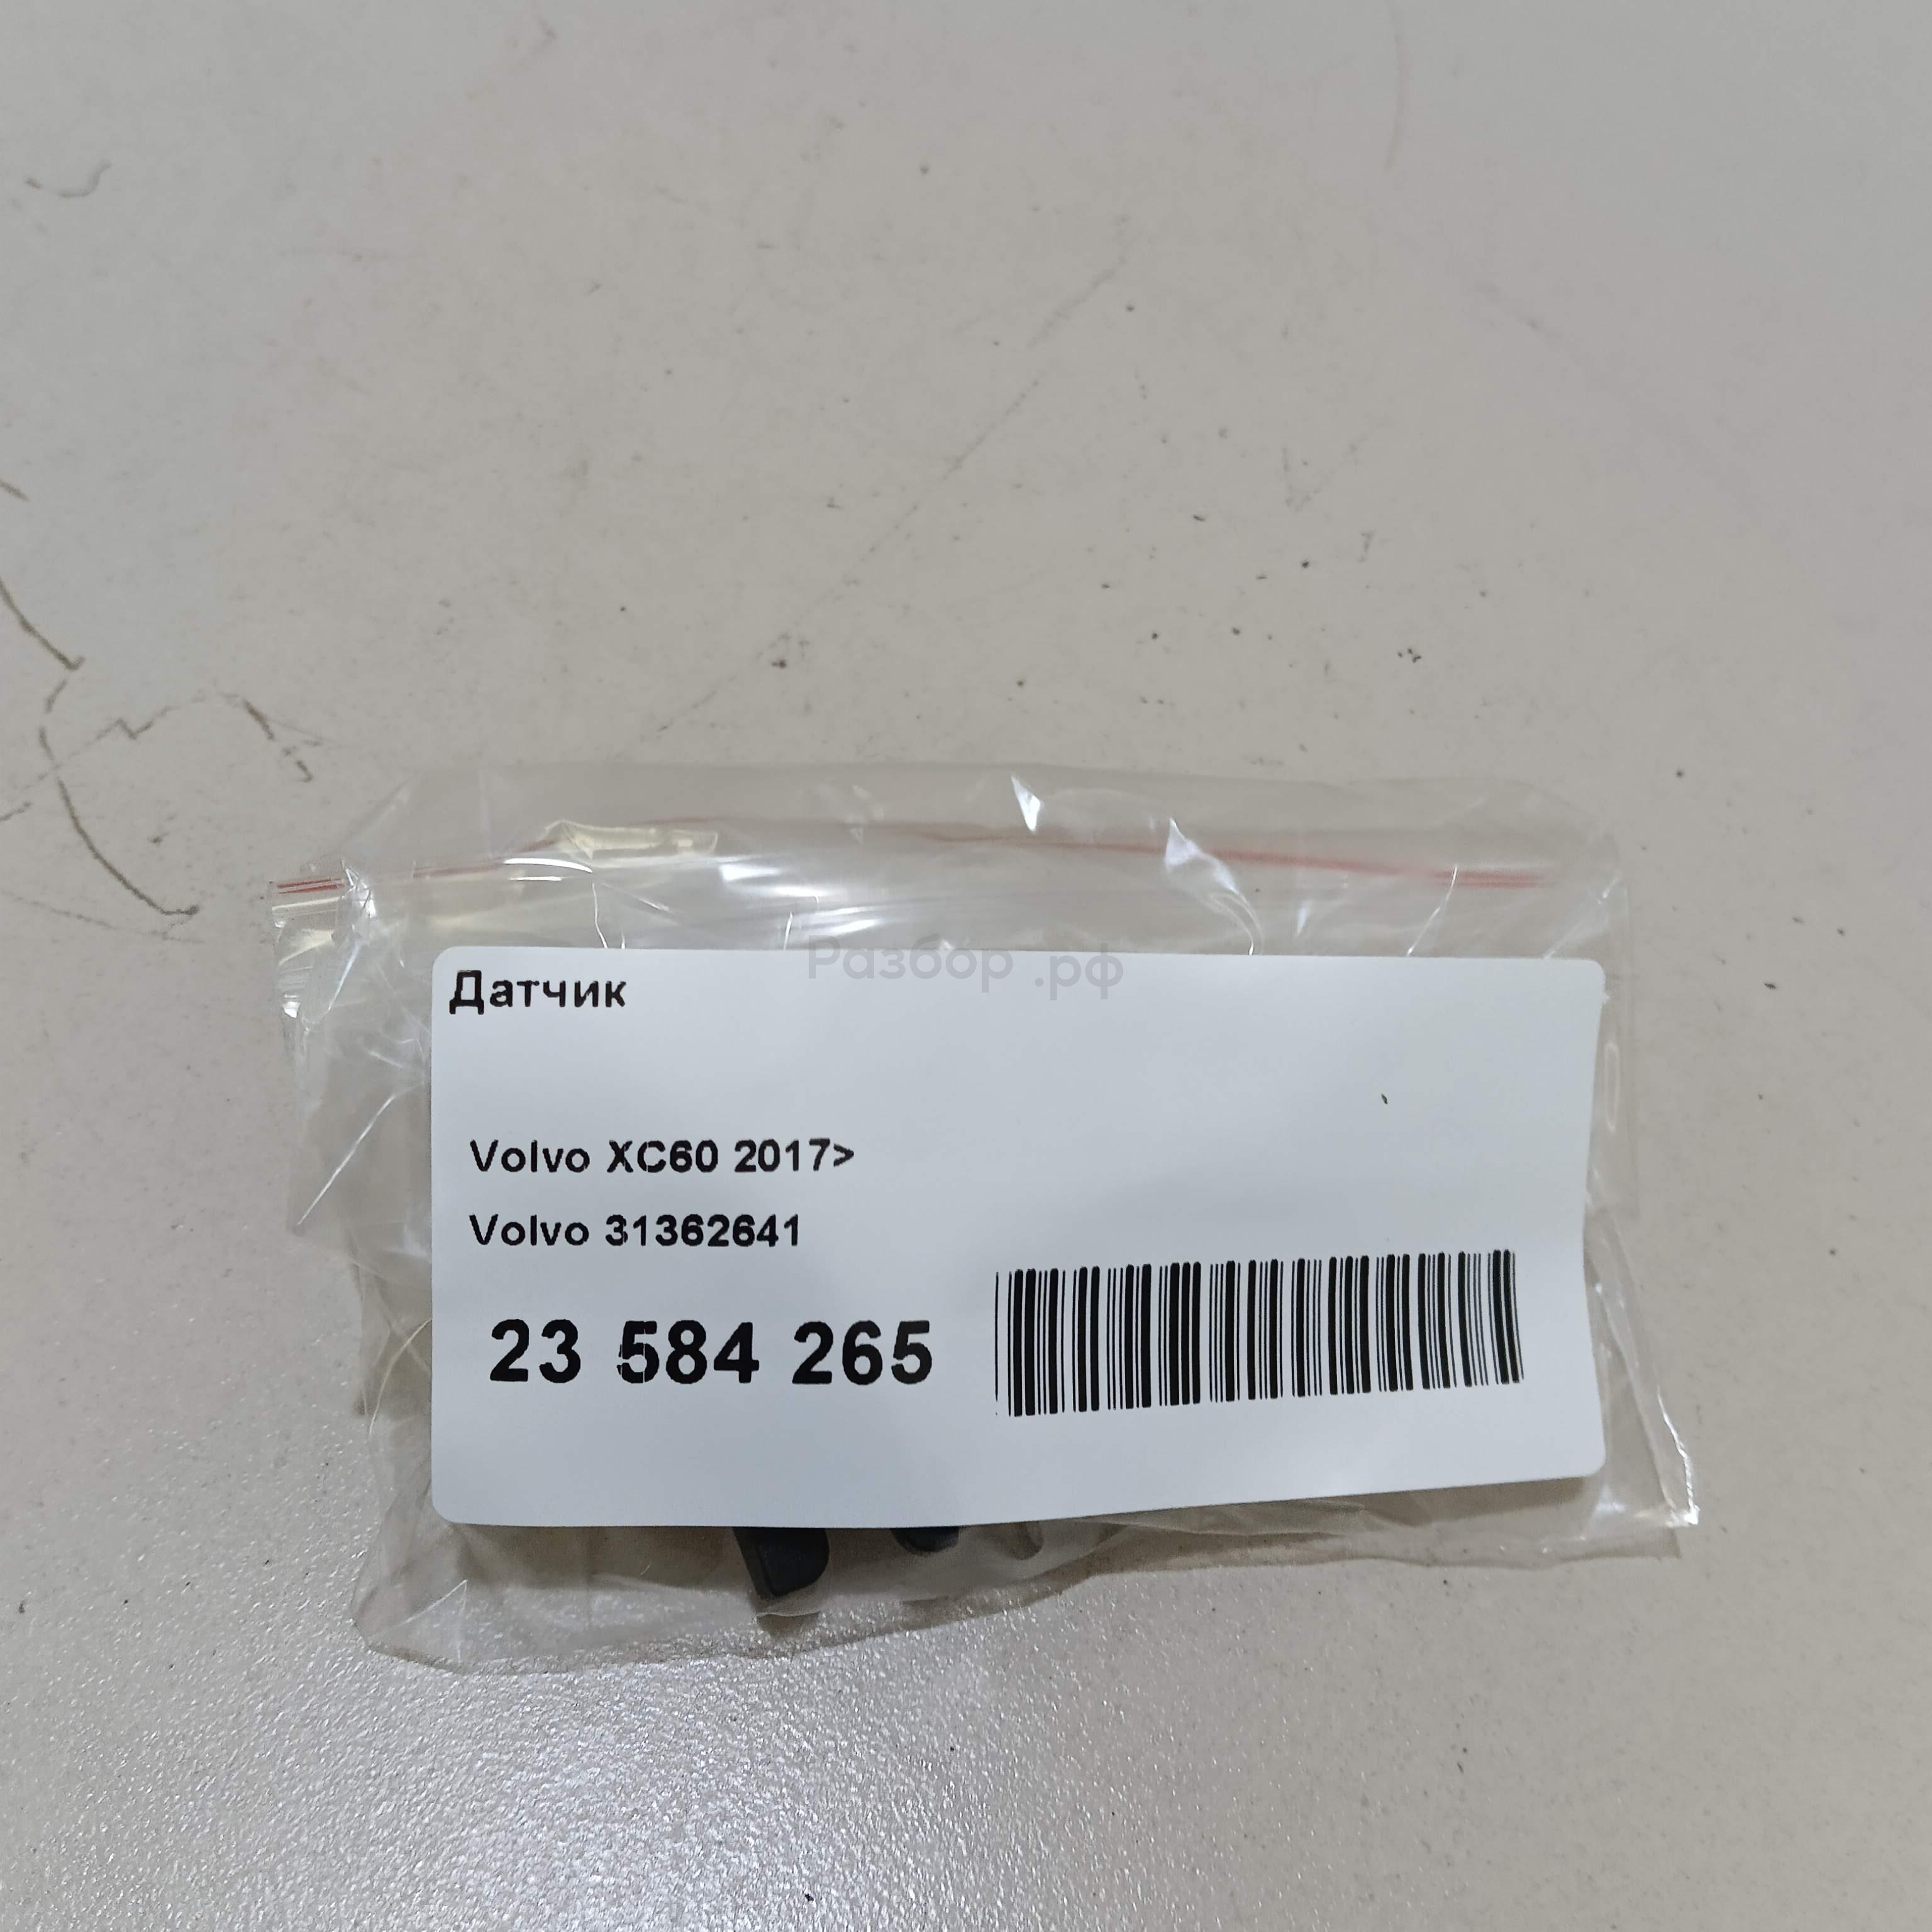 Разбор.рф
Датчик
Volvo XC60 2017>
Volvo 31362641
23 584 265